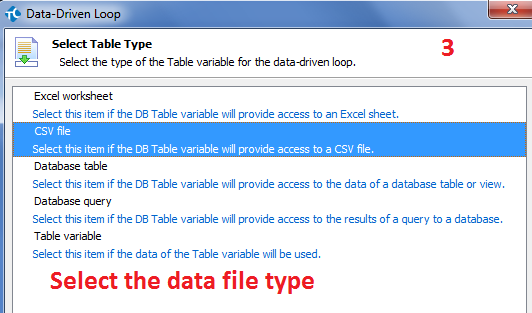 Data-Driven Loop
Select Table Type
3
Select the type of the Table variable for the data-driven loop.
Excel worksheet
Select this item if the DB Table variable will provide access to an Excel sheet.
CSV file
Select this item if the DB Table variable will provide access to a CSV file.
Database table
Select this item if the DB Table variable will provide access to the data of a database table or view.
Database query
Select this item if the DB Table variable will provide access to the results of a query to a database.
Table variable
Select this item if the data of the Table variable will be used.
Select the data file type